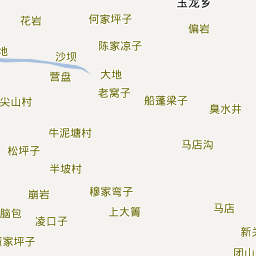 玉龙乡
花岩
何家坪子
偏岩
陈家凉子
地
沙坝
营盘
大地
老窝子
尖山村
船蓬梁子
臭水井
牛泥塘村
马店沟
松坪子
半坡村
崩岩
穆家弯子
脑包
上大箐
马店
凌口子
家坪子
新关
团山